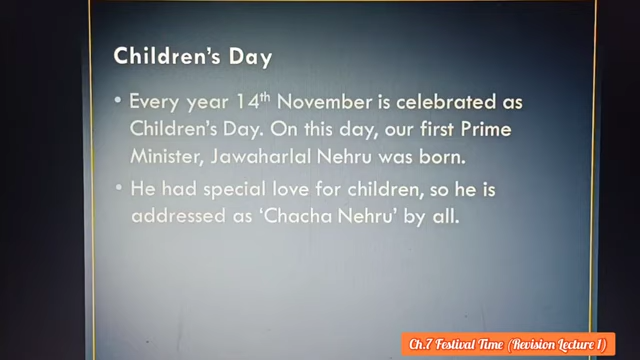 Children's Day
• Every year 14th November is celebrated as
Children's Day. On this day, our first Prime
Minister, Jawaharlal Nehru was born.
• He had special love for children, so he is
addressed as 'Chacha Nehru' by all.
Ch.7 Festival Time (Revision Lecture 1)